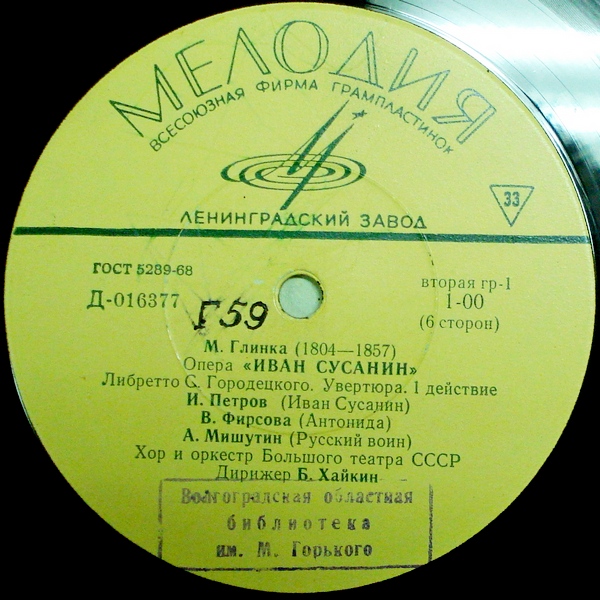 МЕЛОДИЯ
ВСЕСОЮЗНАЯ ФИРМА ГРАМПЛАСТИНОК
ЛЕНИНГРАДСКИЙ ЗАВОД
33
ГОСТ 5289-68
Д-016377
Г59
вторая гр-1
1-00
(6 сторон)
М. Глинка (1804—1857)
Опера «ИВАН СУСАНИН»
Либретто С. Городецкого. Увертюра. 1 действие
И. Петров (Иван Сусанин)
В. Фирсова (Антонида)
А. Мишутин (Русский воин)
Хор и оркестр Большого театра СССР
Дирижер Б. Хайкин
Волгоградская областная
библиотека
им. М. Горького